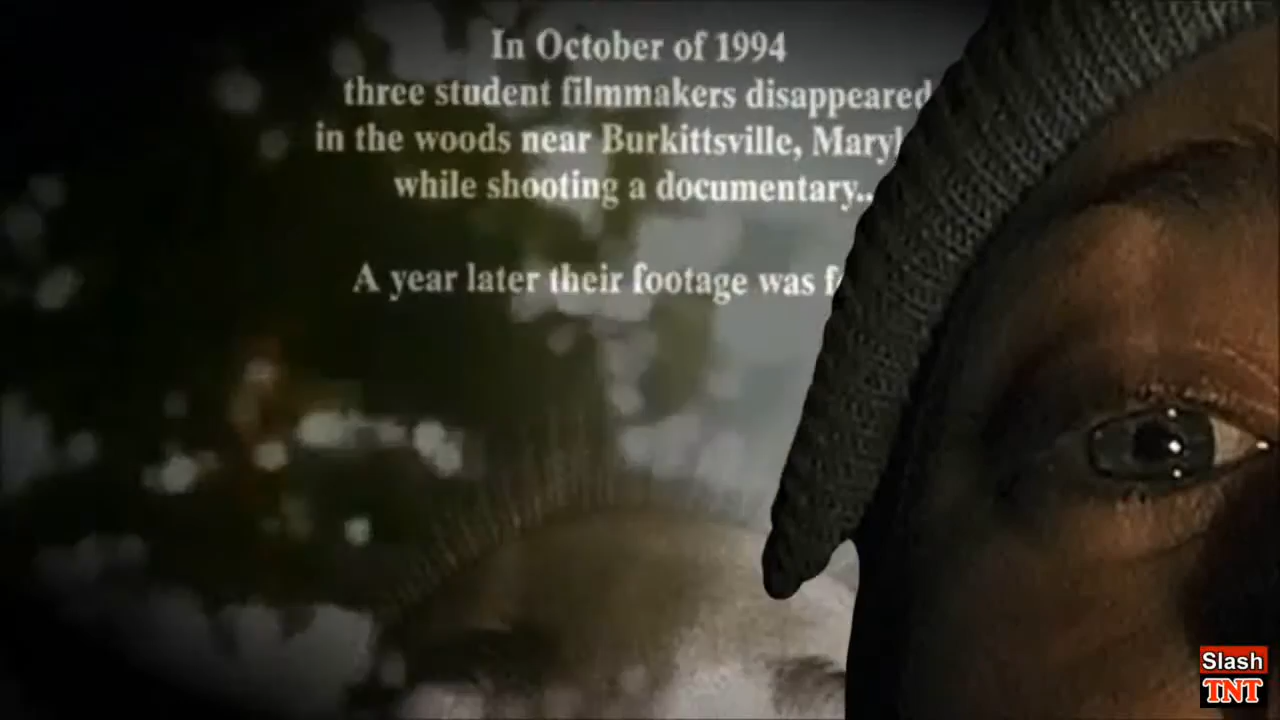 In October of 1994
three student filmmakers disappeared
in the woods near Burkittsville, Maryl
while shooting a documentary..
A year later their footage was f
Slash
TNT